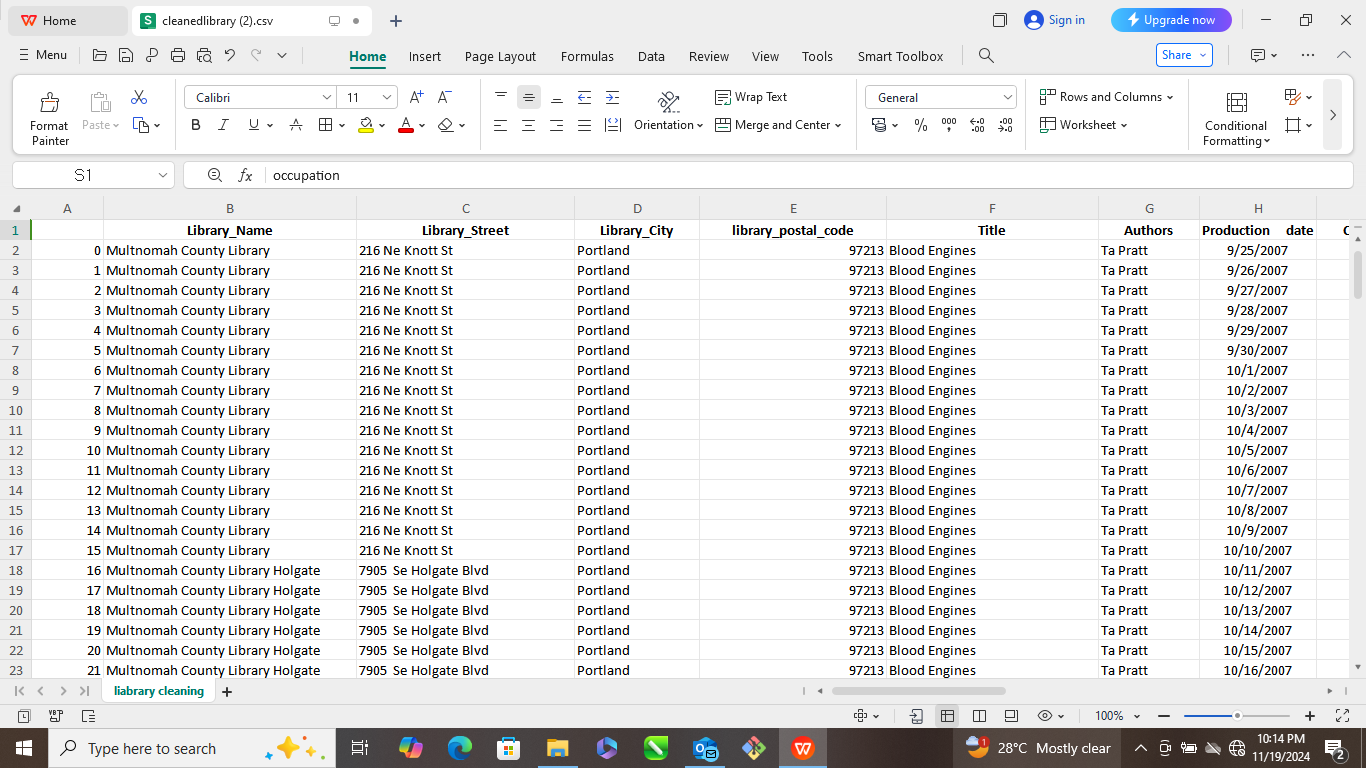 Home cleanedlibrary (2).csv Sign in Upgrade now
Menu Home Insert Page Layout Formulas Data Review View Tools Smart Toolbox Share
Format Painter Paste Calibri 11 Orientation Wrap Text Merge and Center General Rows and Columns Worksheet Conditional Formatting
B I U A A
S1 fx occupation
A B C D E F G H
1 Library_Name Library_Street Library_City library_postal_code Title Authors Production date C
2 0 Multnomah County Library 216 Ne Knott St Portland 97213 Blood Engines Ta Pratt 9/25/2007
3 1 Multnomah County Library 216 Ne Knott St Portland 97213 Blood Engines Ta Pratt 9/26/2007
4 2 Multnomah County Library 216 Ne Knott St Portland 97213 Blood Engines Ta Pratt 9/27/2007
5 3 Multnomah County Library 216 Ne Knott St Portland 97213 Blood Engines Ta Pratt 9/28/2007
6 4 Multnomah County Library 216 Ne Knott St Portland 97213 Blood Engines Ta Pratt 9/29/2007
7 5 Multnomah County Library 216 Ne Knott St Portland 97213 Blood Engines Ta Pratt 9/30/2007
8 6 Multnomah County Library 216 Ne Knott St Portland 97213 Blood Engines Ta Pratt 10/1/2007
9 7 Multnomah County Library 216 Ne Knott St Portland 97213 Blood Engines Ta Pratt 10/2/2007
10 8 Multnomah County Library 216 Ne Knott St Portland 97213 Blood Engines Ta Pratt 10/3/2007
11 9 Multnomah County Library 216 Ne Knott St Portland 97213 Blood Engines Ta Pratt 10/4/2007
12 10 Multnomah County Library 216 Ne Knott St Portland 97213 Blood Engines Ta Pratt 10/5/2007
13 11 Multnomah County Library 216 Ne Knott St Portland 97213 Blood Engines Ta Pratt 10/6/2007
14 12 Multnomah County Library 216 Ne Knott St Portland 97213 Blood Engines Ta Pratt 10/7/2007
15 13 Multnomah County Library 216 Ne Knott St Portland 97213 Blood Engines Ta Pratt 10/8/2007
16 14 Multnomah County Library 216 Ne Knott St Portland 97213 Blood Engines Ta Pratt 10/9/2007
17 15 Multnomah County Library 216 Ne Knott St Portland 97213 Blood Engines Ta Pratt 10/10/2007
18 16 Multnomah County Library Holgate 7905 Se Holgate Blvd Portland 97213 Blood Engines Ta Pratt 10/11/2007
19 17 Multnomah County Library Holgate 7905 Se Holgate Blvd Portland 97213 Blood Engines Ta Pratt 10/12/2007
20 18 Multnomah County Library Holgate 7905 Se Holgate Blvd Portland 97213 Blood Engines Ta Pratt 10/13/2007
21 19 Multnomah County Library Holgate 7905 Se Holgate Blvd Portland 97213 Blood Engines Ta Pratt 10/14/2007
22 20 Multnomah County Library Holgate 7905 Se Holgate Blvd Portland 97213 Blood Engines Ta Pratt 10/15/2007
23 21 Multnomah County Library Holgate 7905 Se Holgate Blvd Portland 97213 Blood Engines Ta Pratt 10/16/2007
liabrary cleaning
100%
Type here to search 28°C Mostly clear 10:14 PM
11/19/2024 2